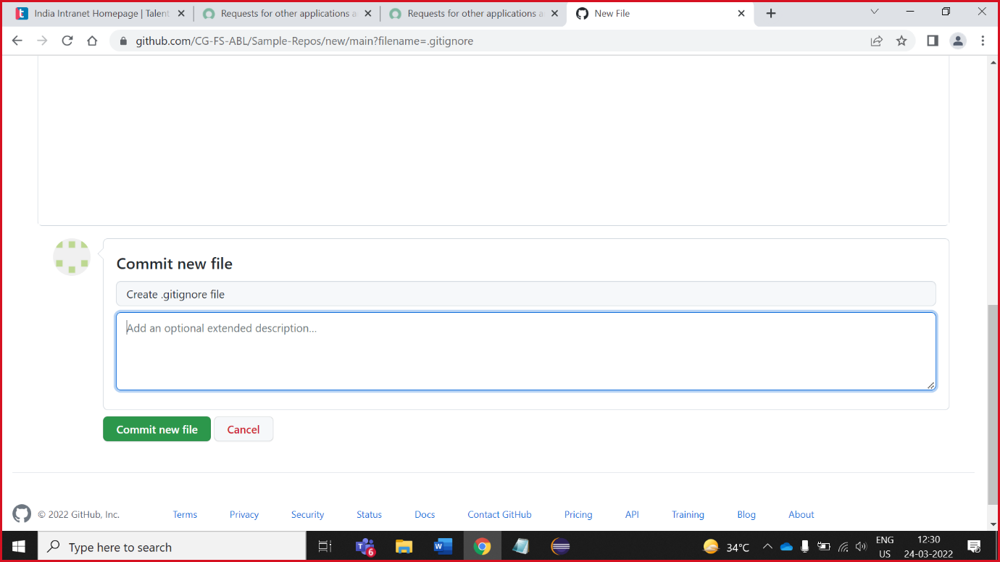 India Intranet Homepage | Talent
Requests for other applications a
Requests for other applications a
New File
github.com/CG-FS-ABL/Sample-Repos/new/main?filename=.gitignore
Commit new file
Create .gitignore file
Add an optional extended description...
Commit new file
Cancel
© 2022 GitHub, Inc.
Terms
Privacy
Security
Status
Docs
Contact GitHub
Pricing
API
Training
Blog
About
Type here to search
6
34°C
ENG
US
12:30
24-03-2022